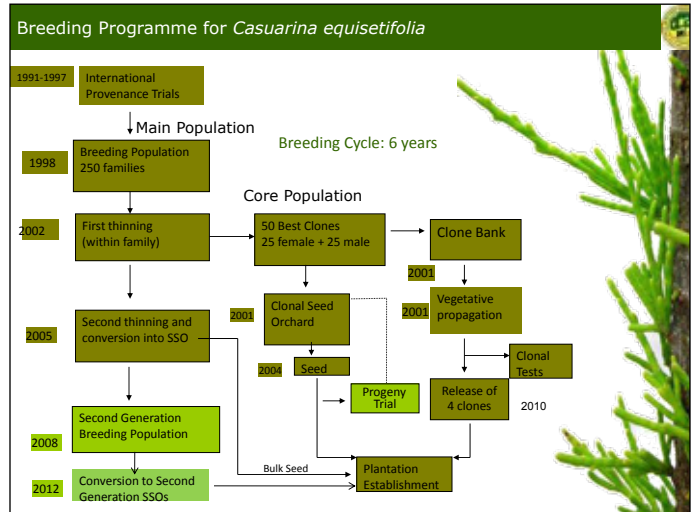 Breeding Programme for Casuarina equisetifolia
1991-1997
International
Provenance Trials
Main Population
Breeding Cycle: 6 years
1998
Breeding Population
250 families
Core Population
2002
First thinning
(within family)
50 Best Clones
25 female + 25 male
Clone Bank
2001
2001
Clonal Seed
Orchard
2001
Vegetative
propagation
2005
Second thinning and
conversion into SSO
Clonal
Tests
2004
Seed
Progeny
Trial
Release of
4 clones
2010
2008
Second Generation
Breeding Population
Bulk Seed
Plantation
Establishment
2012
Conversion to Second
Generation SSOs